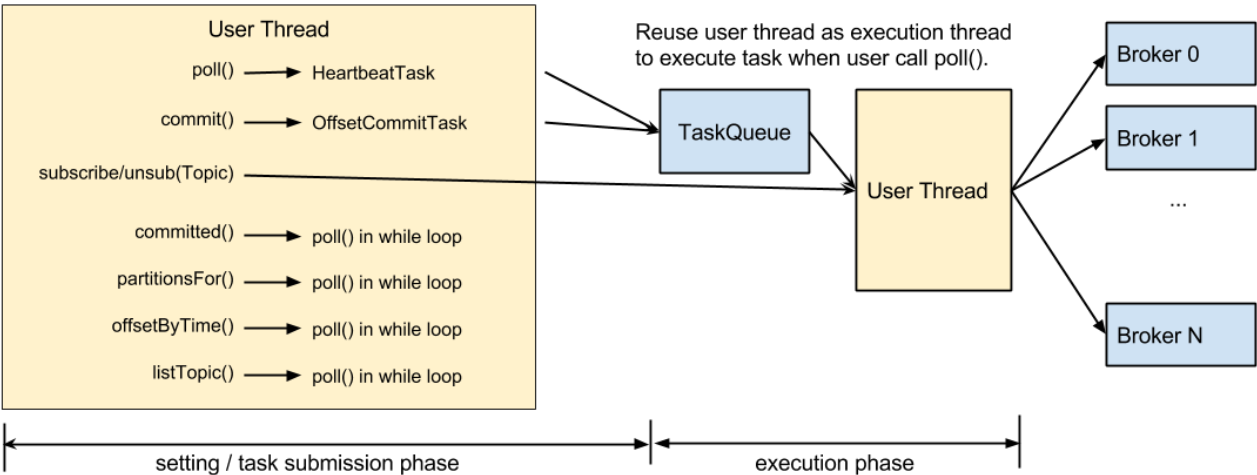 User Thread
poll() HeartbeatTask
commit() OffsetCommitTask
subscribe/unsub(Topic)
committed() poll() in while loop
partitionsFor() poll() in while loop
offsetByTime() poll() in while loop
listTopic() poll() in while loop
Reuse user thread as execution thread
to execute task when user call poll().
TaskQueue
User Thread
Broker 0
Broker 1
...
Broker N
setting / task submission phase
execution phase